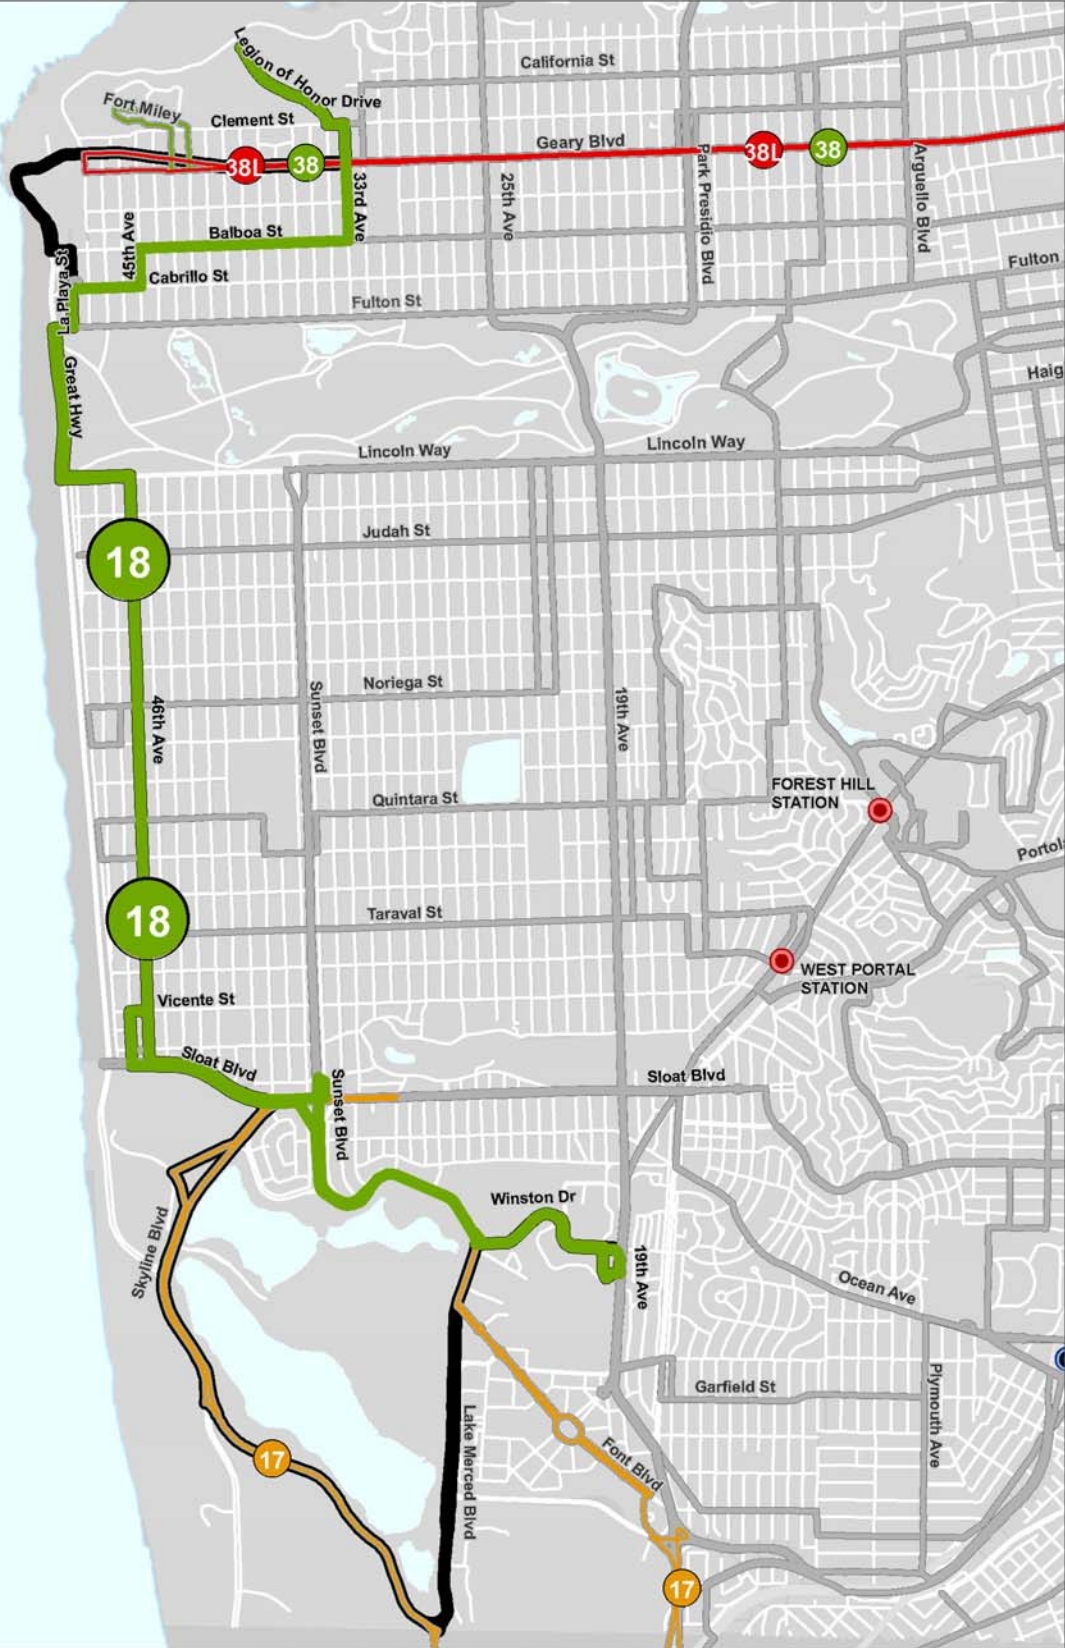 California St
Legion of Honor Drive
Fort Miley
Clement St
Geary Blvd
38L
38
38L
38
33rd Ave
25th Ave
Park Presidio Blvd
Arguello Blvd
45th Ave
Balboa St
Cabrillo St
La Playa St
Fulton St
Fulton
Great Hwy
Haig
Lincoln Way
Lincoln Way
Judah St
18
Noriega St
Sunset Blvd
19th Ave
46th Ave
FOREST HILL
STATION
Quintara St
Portol
18
Taraval St
WEST PORTAL
STATION
Vicente St
Sloat Blvd
Sunset Blvd
Sloat Blvd
Winston Dr
Skyline Blvd
19th Ave
Ocean Ave
Garfield St
Plymouth Ave
Lake Merced Blvd
Font Blvd
17
17